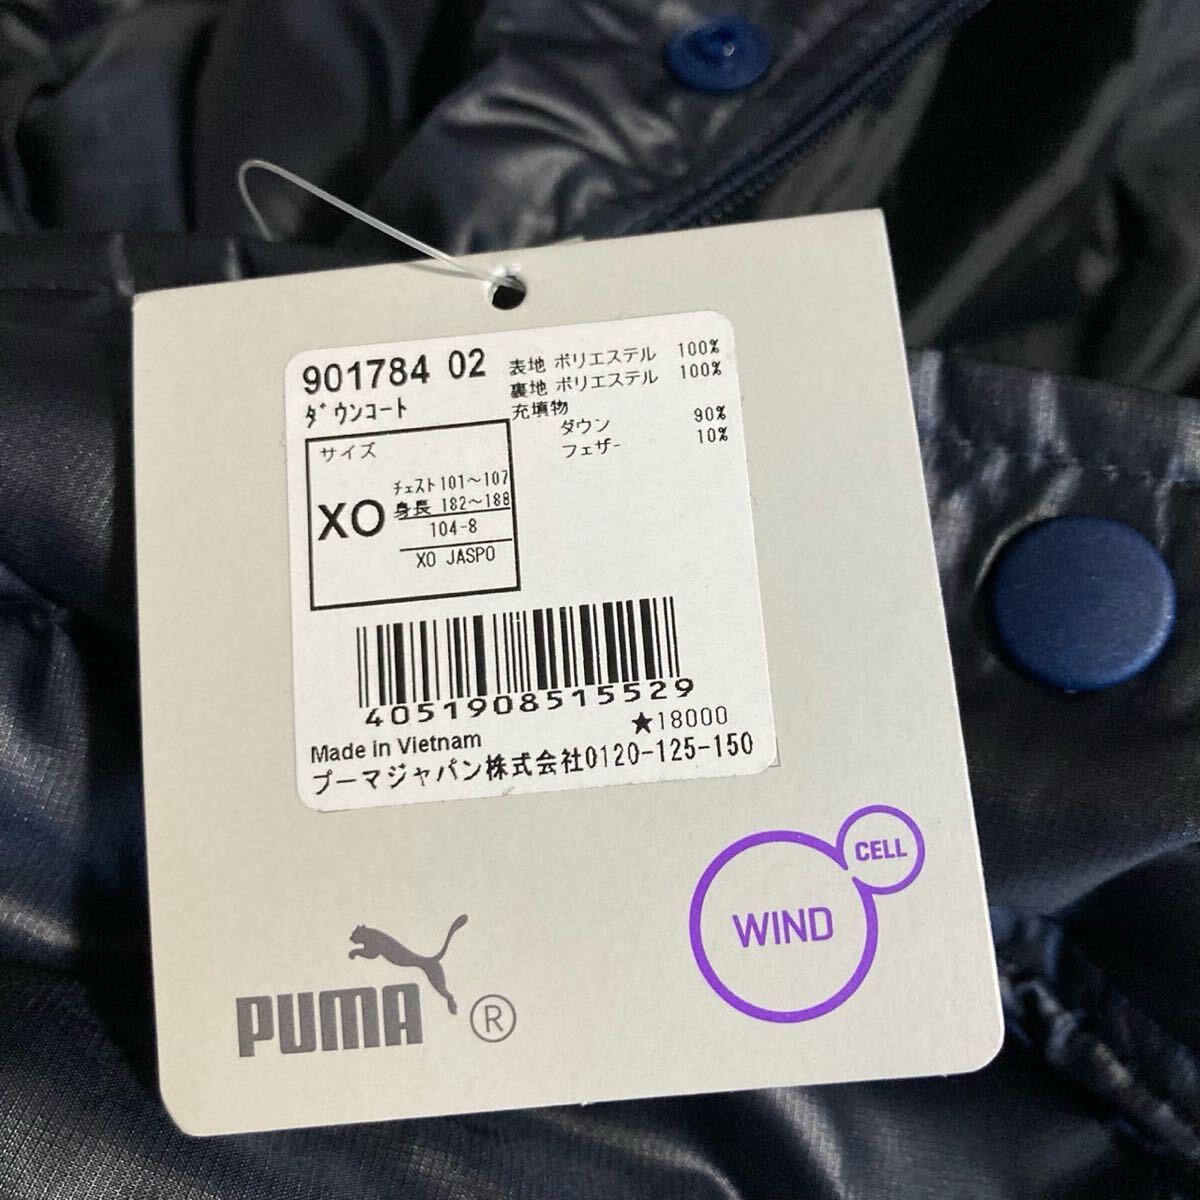 901784 02
ダウンコート
サイズ
XO
チェスト101～107
身長 182～188
104-8
XO JASPO
表地 ポリエステル 100%
裏地 ポリエステル 100%
充填物
ダウン 90%
フェザー 10%
4051908515529
★18000
Made in Vietnam
プーマジャパン株式会社0120-125-150
CELL
WIND
PUMA ®